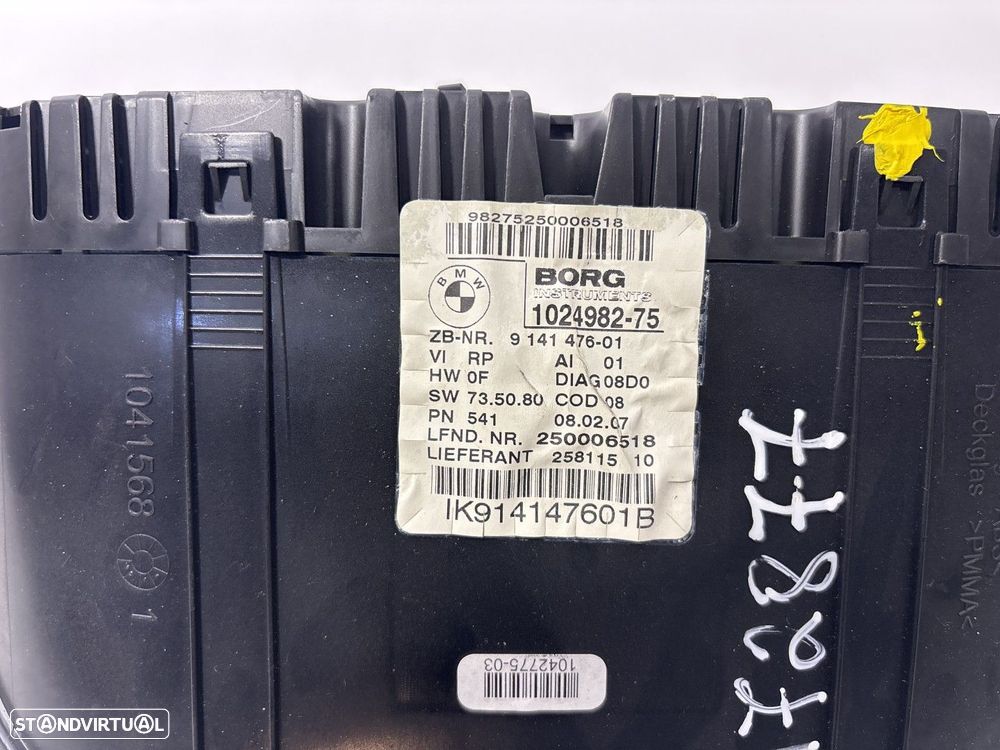 98275250006518
BMW
BORG
INSTRUMENTS
1024982-75
ZB-NR. 9 141 476-01
VI RP AI 01
HW 0F DIAG 08D0
SW 73.50.80 COD 08
PN 541 08.02.07
LFND. NR. 250006518
LIEFERANT 258115 10
IK914147601B
1041568 1
1042775-03
Deckglas >PMMA<
STANDVIRTUAL